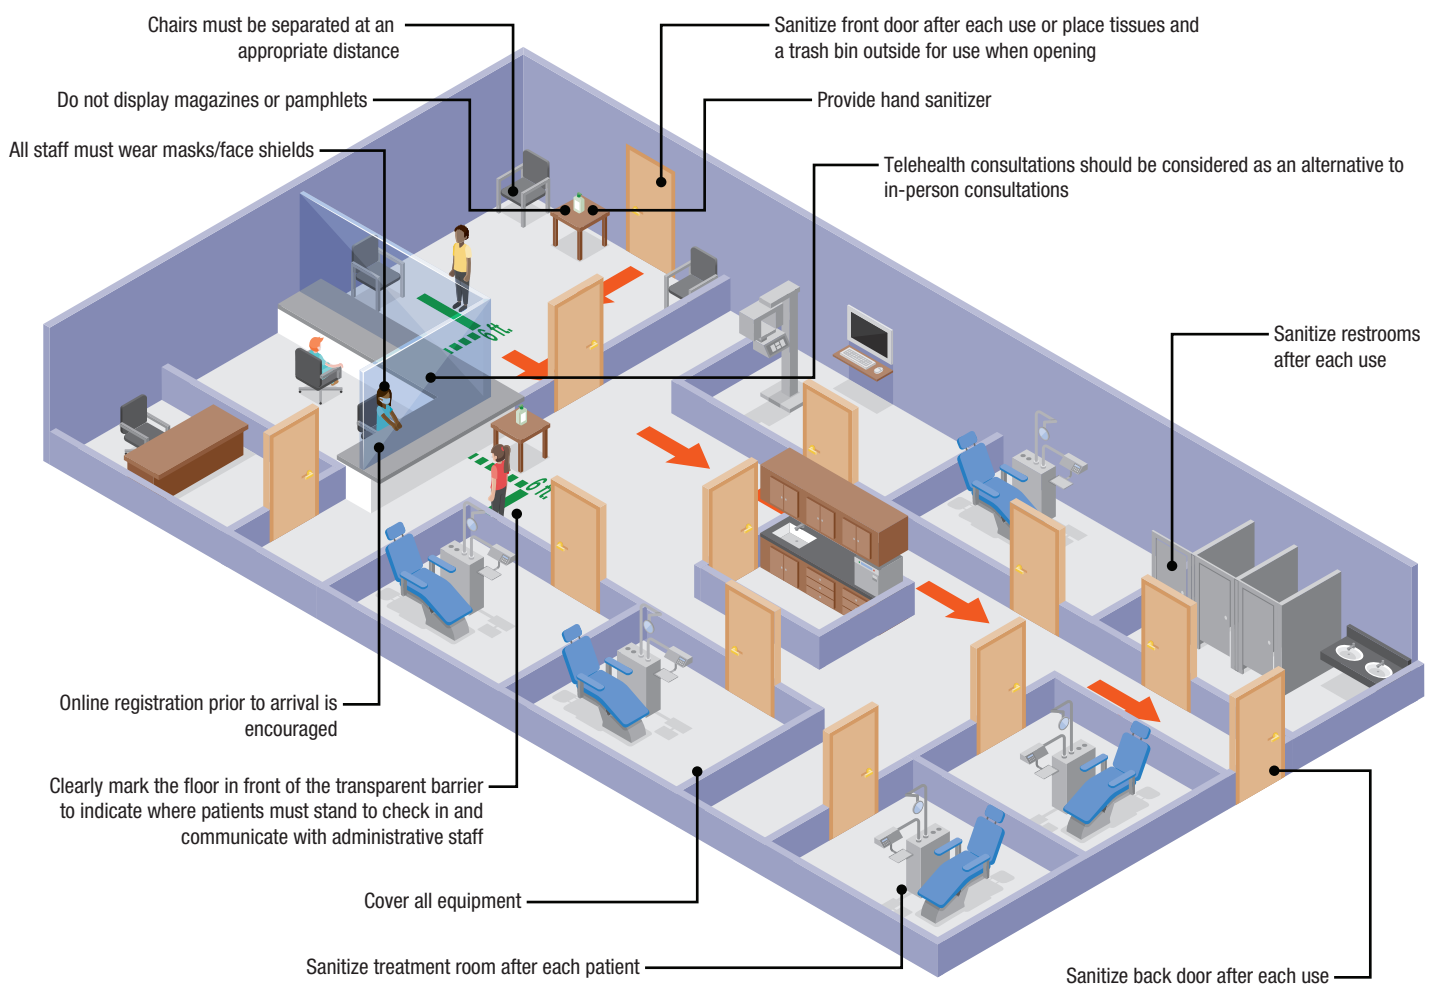 Chairs must be separated at an
appropriate distance
Sanitize front door after each use or place tissues and
a trash bin outside for use when opening
Do not display magazines or pamphlets
Provide hand sanitizer
All staff must wear masks/face shields
Telehealth consultations should be considered as an alternative to
in-person consultations
6 ft.
Sanitize restrooms
after each use
6 ft.
Online registration prior to arrival is
encouraged
Clearly mark the floor in front of the transparent barrier
to indicate where patients must stand to check in and
communicate with administrative staff
Cover all equipment
Sanitize treatment room after each patient
Sanitize back door after each use